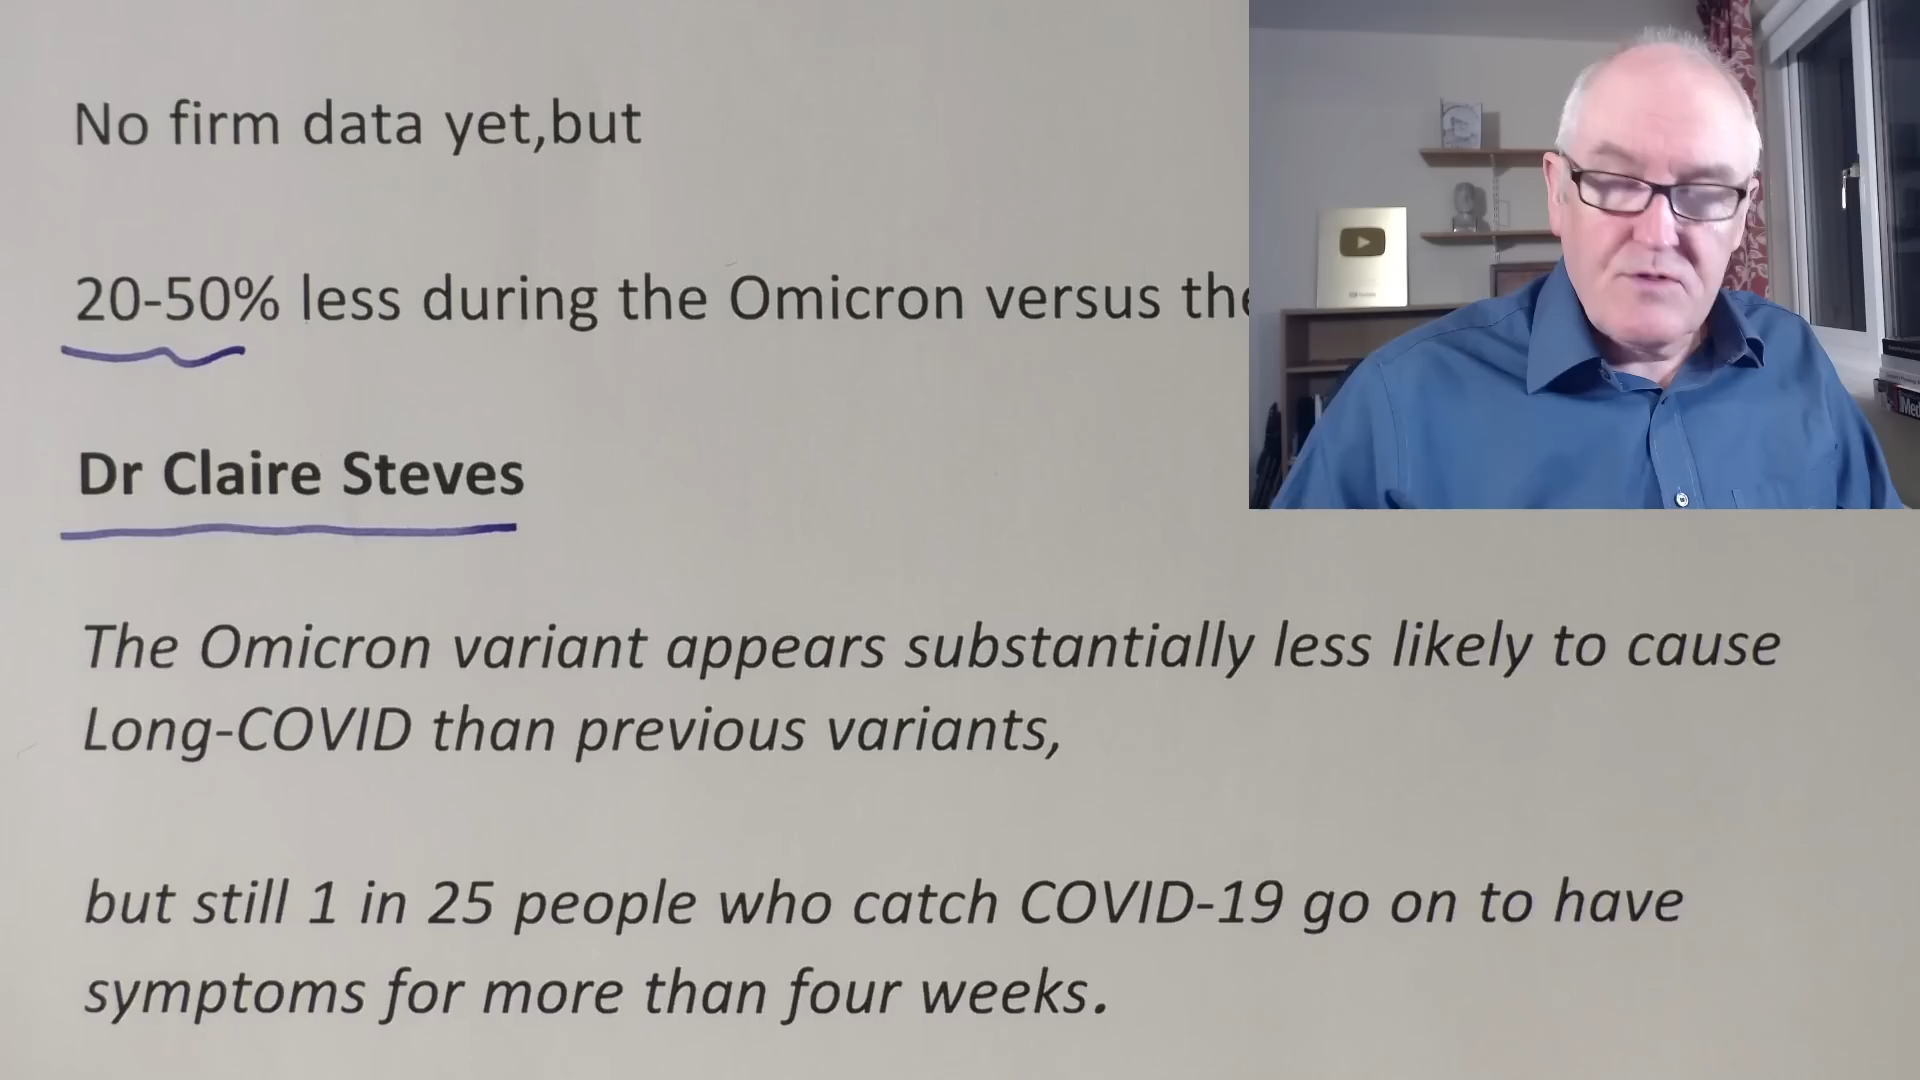 No firm data yet,but
20-50% less during the Omicron versus the
Dr Claire Steves
The Omicron variant appears substantially less likely to cause
Long-COVID than previous variants,
but still 1 in 25 people who catch COVID-19 go on to have
symptoms for more than four weeks.